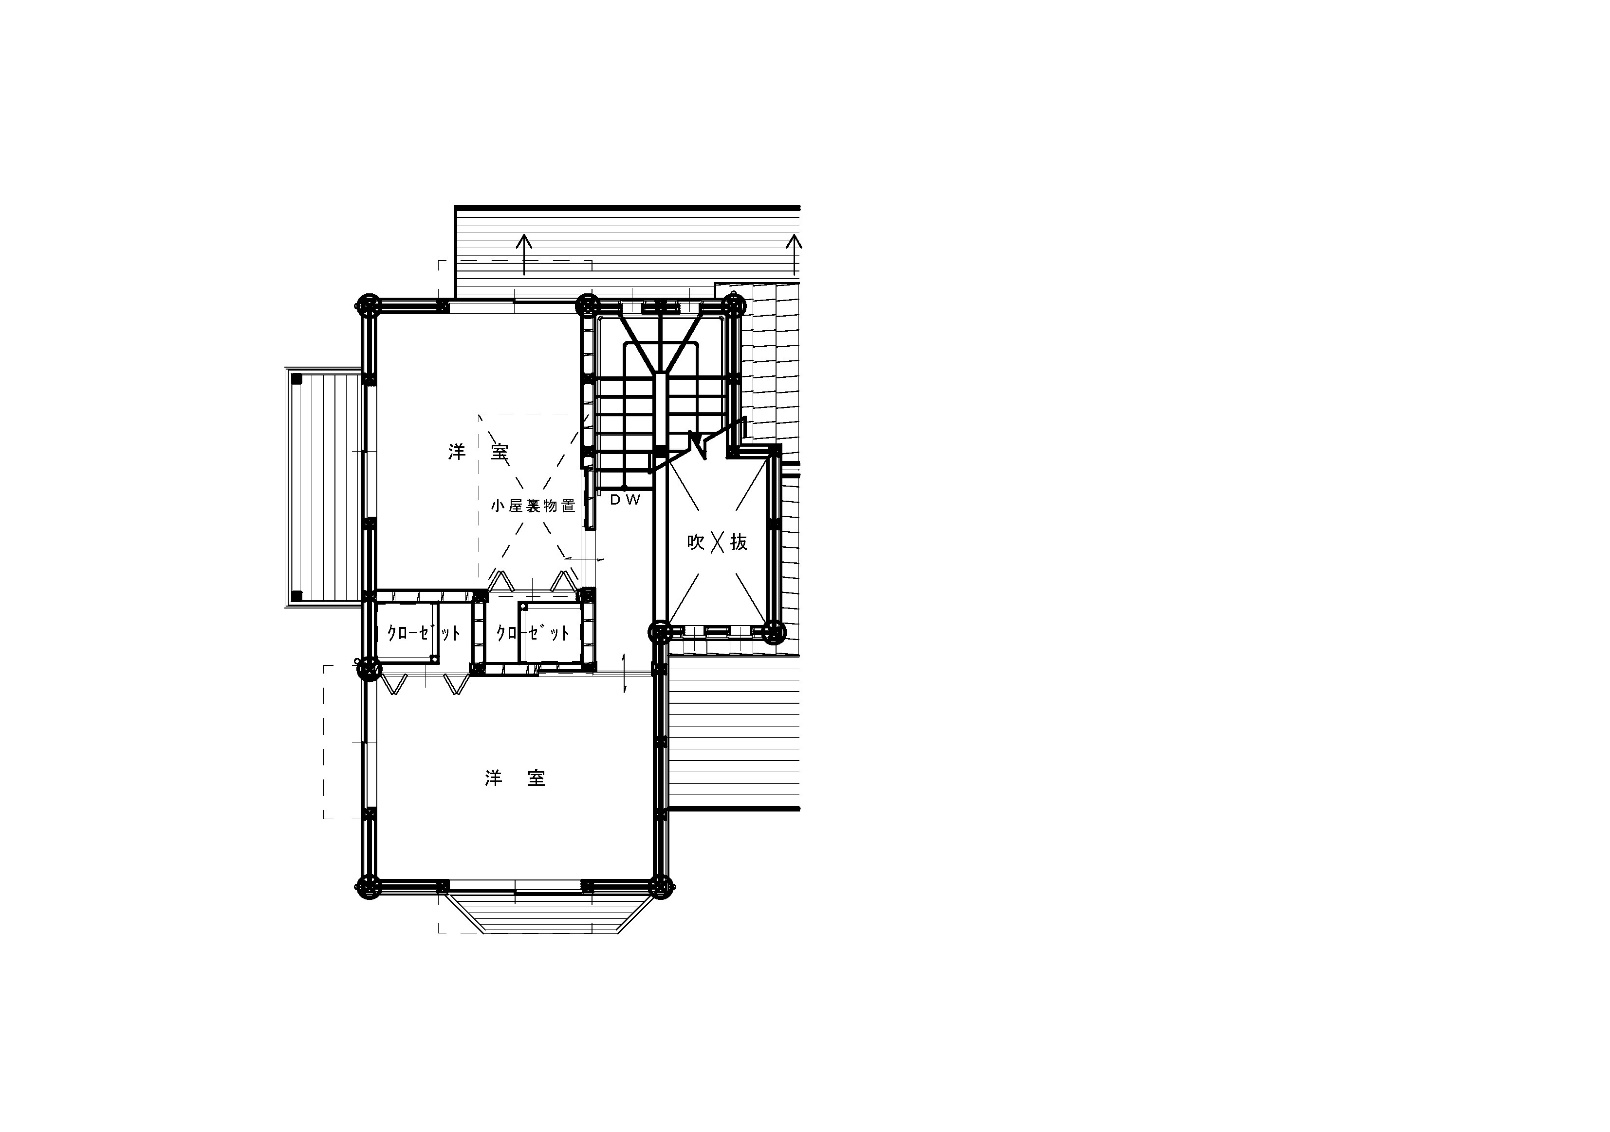 洋 室
小屋裏物置
DW
吹 抜
クローゼット
クローゼット
洋 室